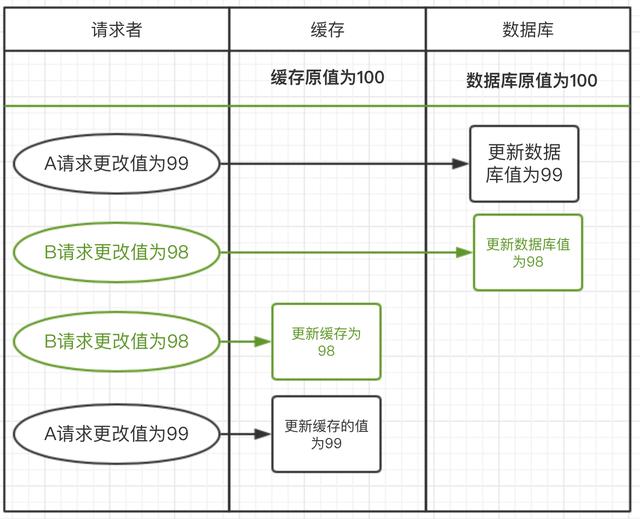 请求者
缓存
数据库
缓存原值为100
数据库原值为100
A请求更改值为99
更新数据
库值为99
B请求更改值为98
更新数据库值
为98
B请求更改值为98
更新缓存为
98
A请求更改值为99
更新缓存的值
为99